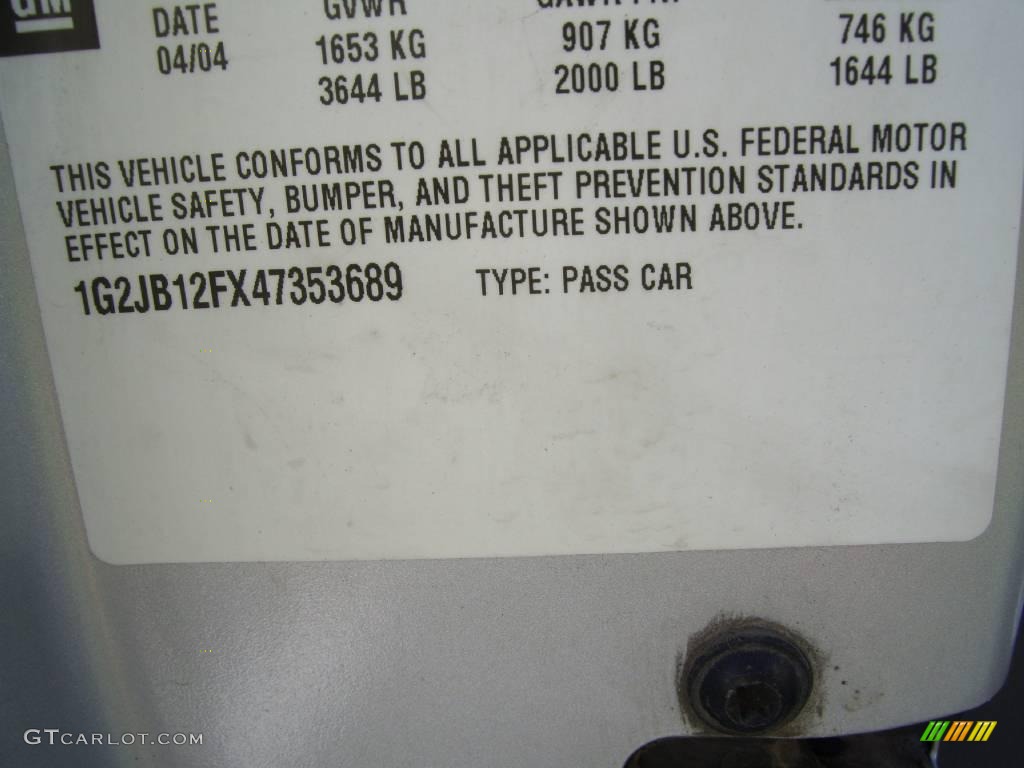 GM
DATE GVWR
04/04 1653 KG 907 KG 746 KG
3644 LB 2000 LB 1644 LB
THIS VEHICLE CONFORMS TO ALL APPLICABLE U.S. FEDERAL MOTOR
VEHICLE SAFETY, BUMPER, AND THEFT PREVENTION STANDARDS IN
EFFECT ON THE DATE OF MANUFACTURE SHOWN ABOVE.
1G2JB12FX47353689 TYPE: PASS CAR
GTCARLOT.COM